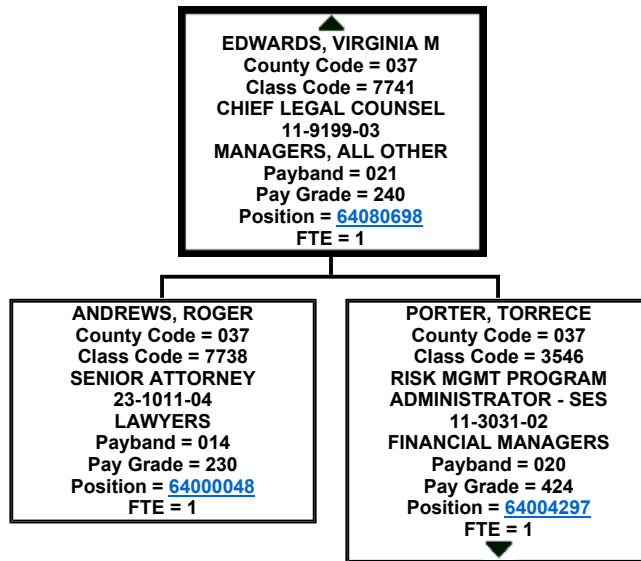 EDWARDS, VIRGINIA M
County Code = 037
Class Code = 7741
CHIEF LEGAL COUNSEL
11-9199-03
MANAGERS, ALL OTHER
Payband = 021
Pay Grade = 240
Position = 64080698
FTE = 1
ANDREWS, ROGER
County Code = 037
Class Code = 7738
SENIOR ATTORNEY
23-1011-04
LAWYERS
Payband = 014
Pay Grade = 230
Position = 64000048
FTE = 1
PORTER, TORRECE
County Code = 037
Class Code = 3546
RISK MGMT PROGRAM
ADMINISTRATOR - SES
11-3031-02
FINANCIAL MANAGERS
Payband = 020
Pay Grade = 424
Position = 64004297
FTE = 1